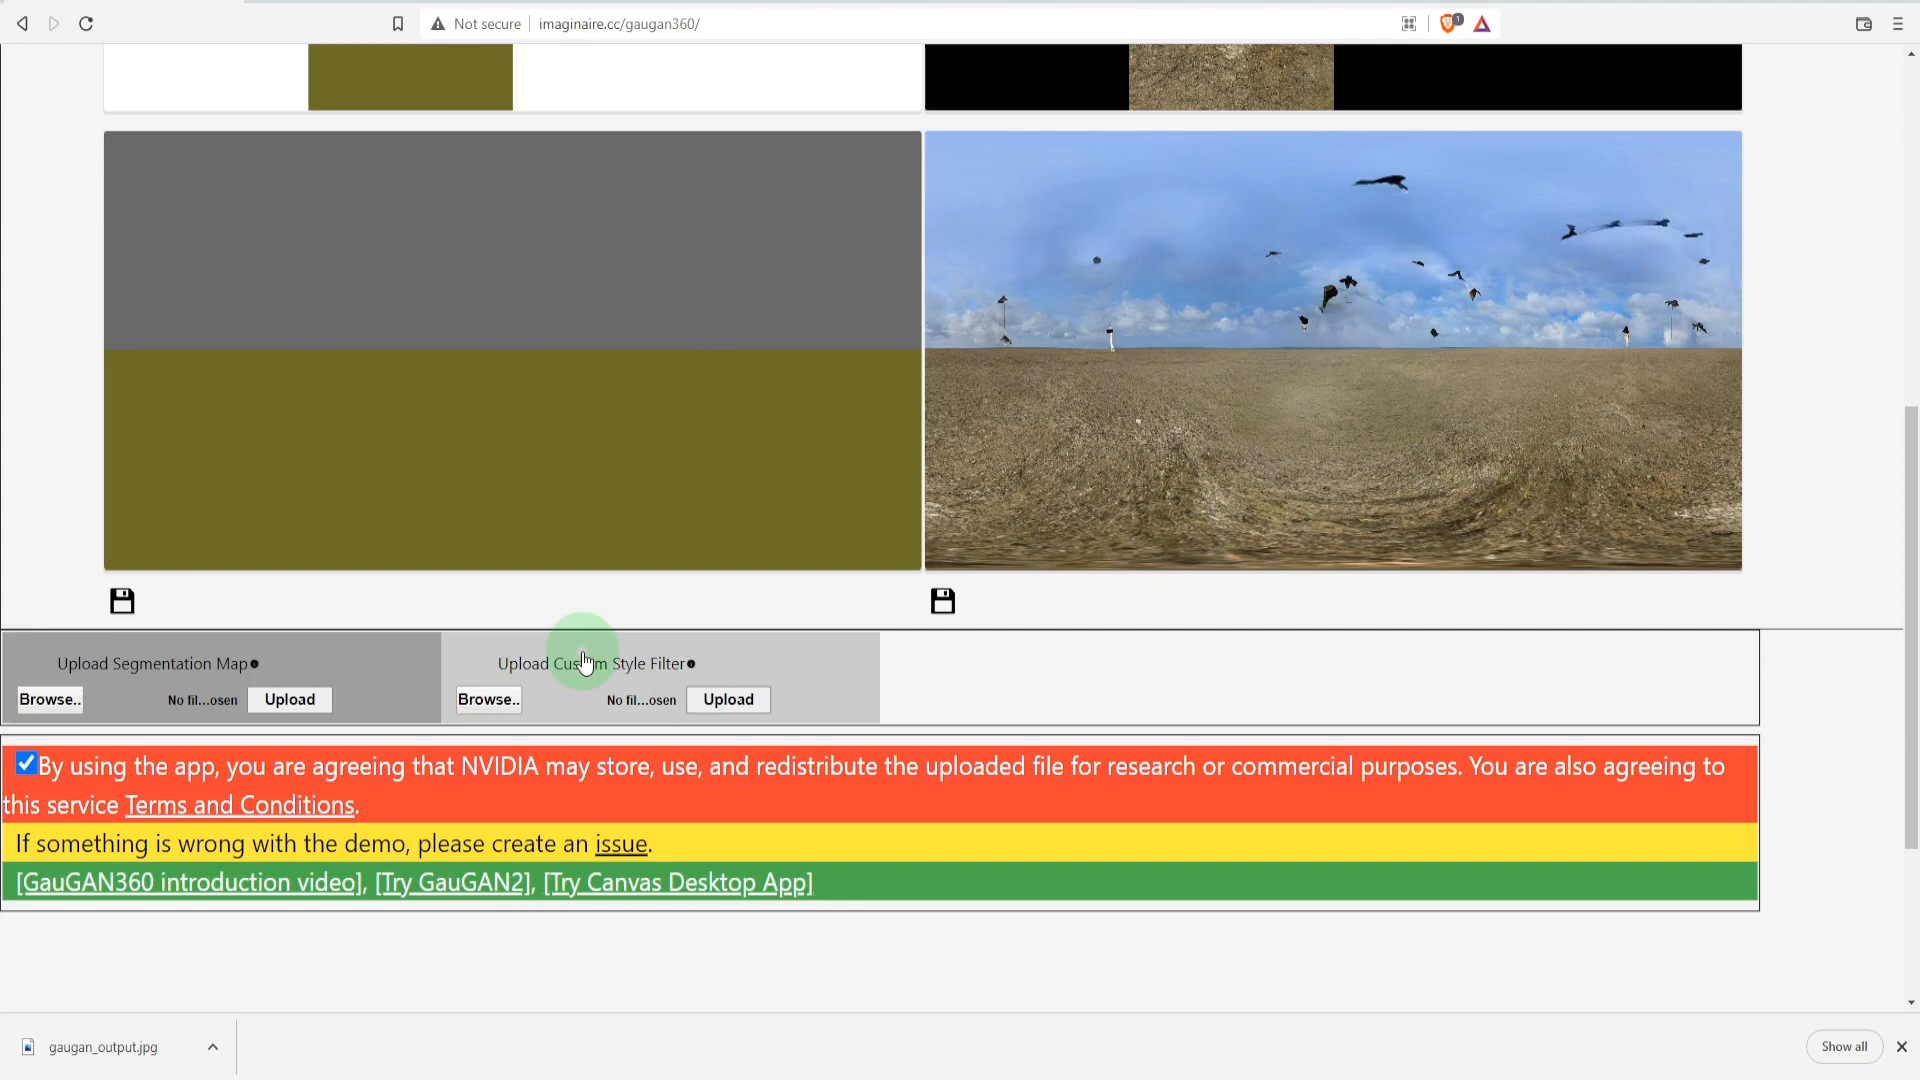 Not secure imaginaire.cc/gaugan360/ 1
Upload Segmentation Map Upload Custom Style Filter
Browse.. No fil...osen Upload Browse.. No fil...osen Upload
By using the app, you are agreeing that NVIDIA may store, use, and redistribute the uploaded file for research or commercial purposes. You are also agreeing to
this service Terms and Conditions.
If something is wrong with the demo, please create an issue.
[GauGAN360 introduction video], [Try GauGAN2], [Try Canvas Desktop App]
gaugan_output.jpg Show all